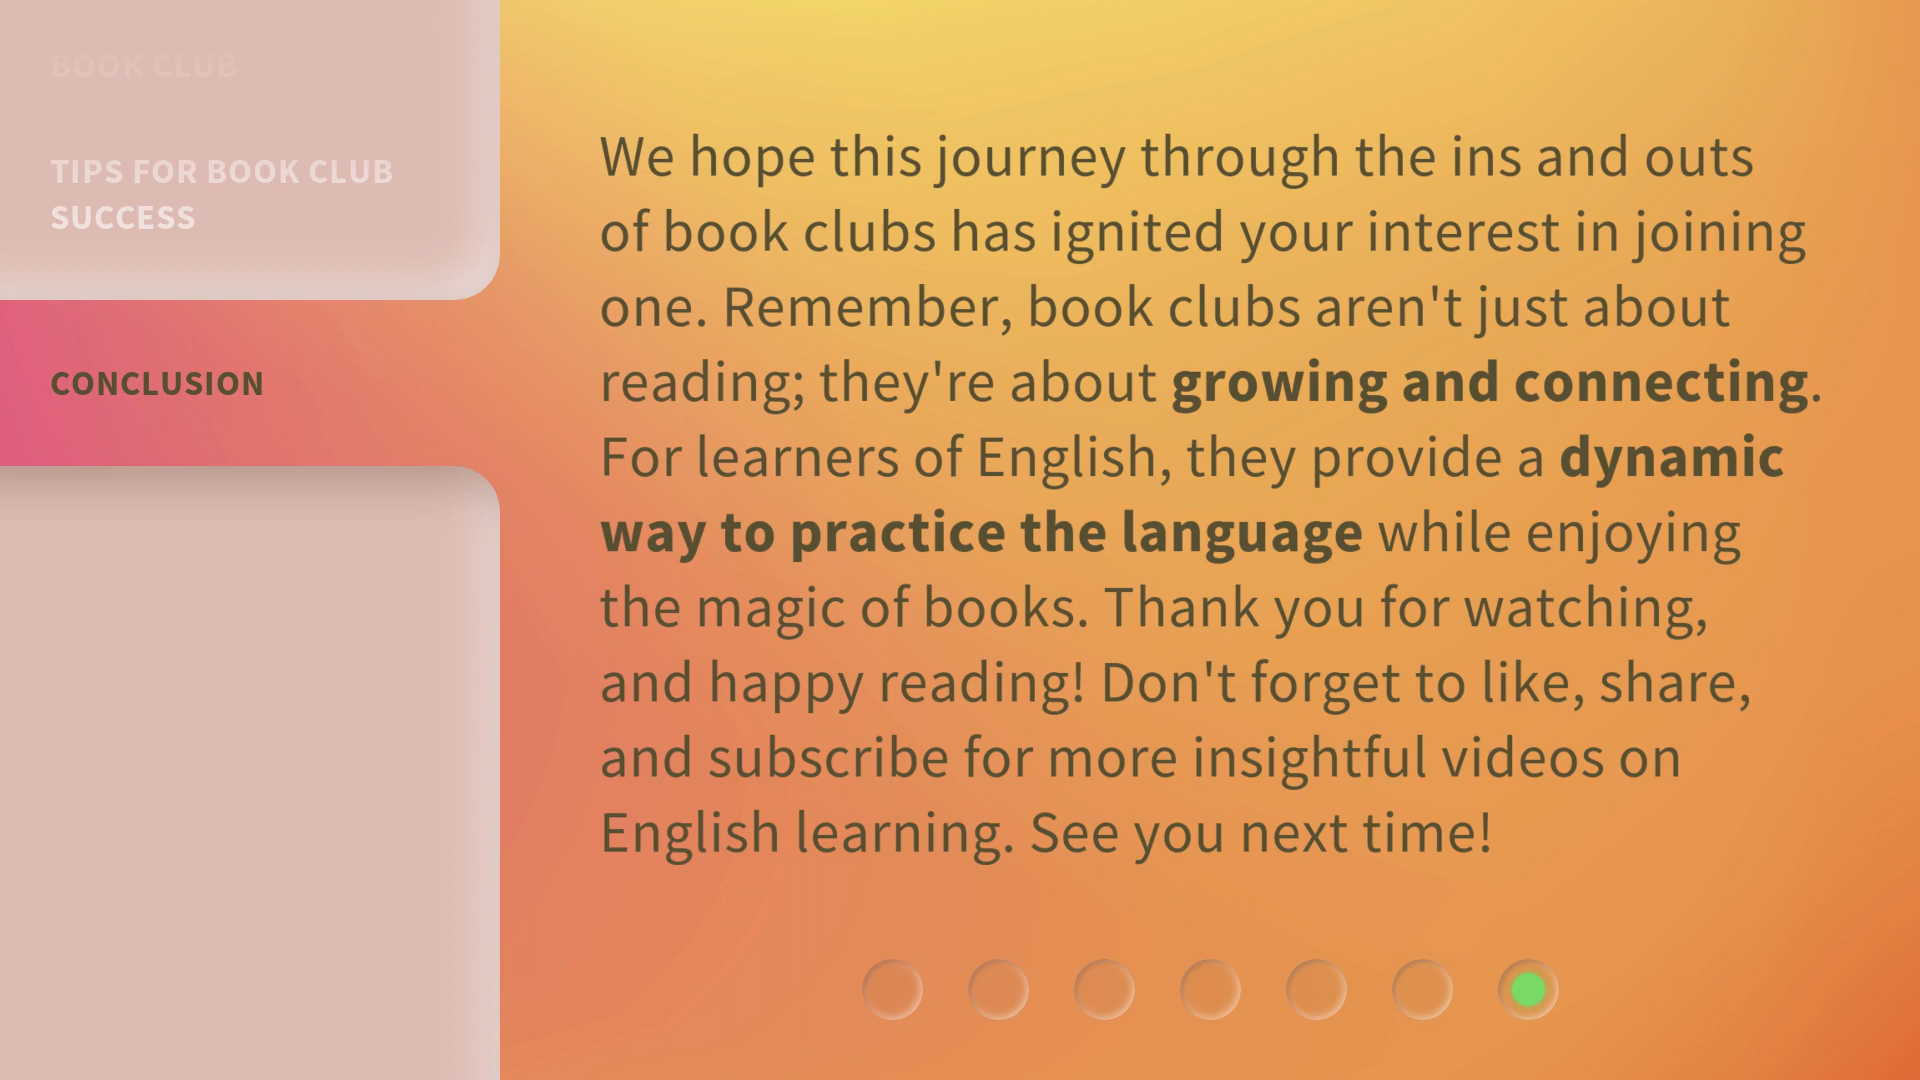 BOOK CLUB
TIPS FOR BOOK CLUB
SUCCESS
CONCLUSION
We hope this journey through the ins and outs
of book clubs has ignited your interest in joining
one. Remember, book clubs aren't just about
reading; they're about growing and connecting.
For learners of English, they provide a dynamic
way to practice the language while enjoying
the magic of books. Thank you for watching,
and happy reading! Don't forget to like, share,
and subscribe for more insightful videos on
English learning. See you next time!